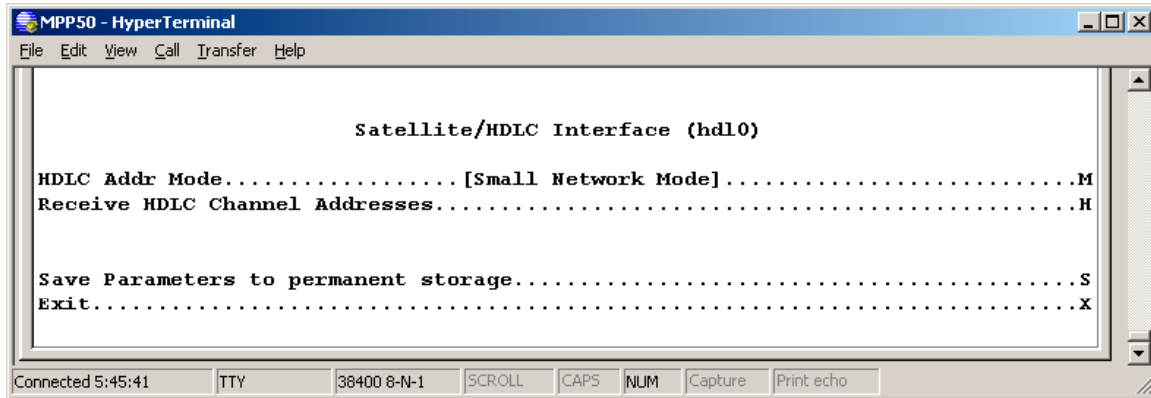 MPP50 - HyperTerminal
File Edit View Call Transfer Help
Satellite/HDLC Interface (hdl0)
HDLC Addr Mode..................[Small Network Mode]...........................M
Receive HDLC Channel Addresses.................................................H
Save Parameters to permanent storage...........................................S
Exit...........................................................................X
Connected 5:45:41 TTY 38400 8-N-1 SCROLL CAPS NUM Capture Print echo